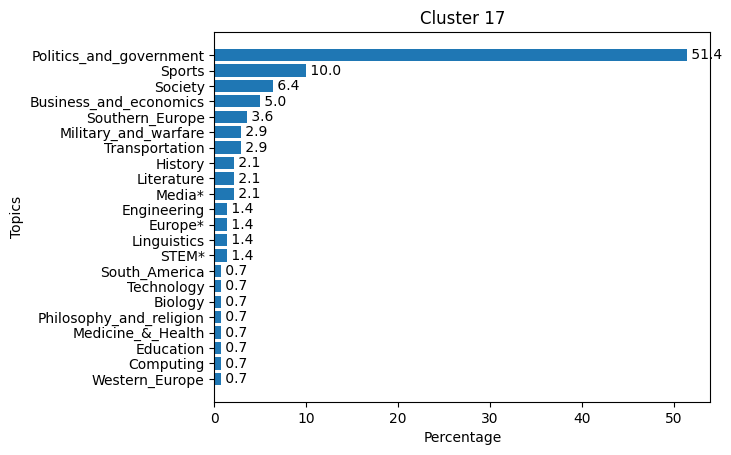 Cluster 17
Politics_and_government 51.4
Sports 10.0
Society 6.4
Business_and_economics 5.0
Southern_Europe 3.6
Military_and_warfare 2.9
Transportation 2.9
History 2.1
Literature 2.1
Media* 2.1
Engineering 1.4
Europe* 1.4
Linguistics 1.4
STEM* 1.4
South_America 0.7
Technology 0.7
Biology 0.7
Philosophy_and_religion 0.7
Medicine_&_Health 0.7
Education 0.7
Computing 0.7
Western_Europe 0.7
Topics
0 10 20 30 40 50
Percentage